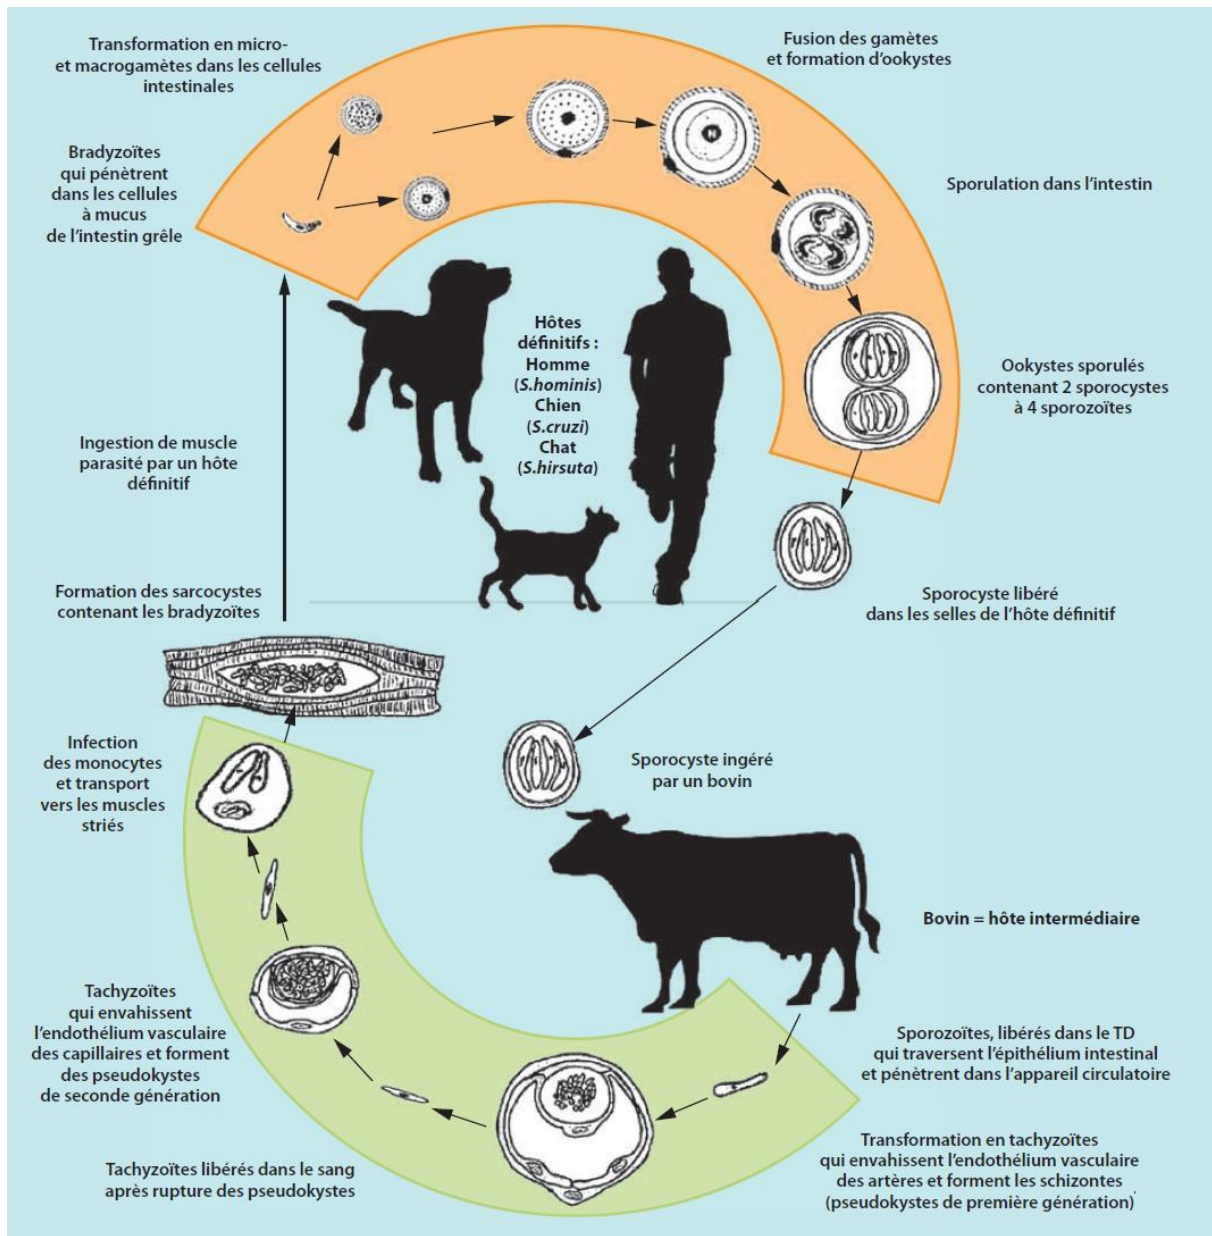 Transformation en micro-
et macrogamètes dans les cellules
intestinales
Fusion des gamètes
et formation d'ookystes
Bradyzoïtes
qui pénètrent
dans les cellules
à mucus
de l'intestin grêle
Sporulation dans l'intestin
Hôtes
définitifs :
Homme
(S.hominis)
Chien
(S.cruzi)
Chat
(S.hirsuta)
Ookystes sporulés
contenant 2 sporocystes
à 4 sporozoïtes
Ingestion de muscle
parasité par un hôte
définitif
Formation des sarcocystes
contenant les bradyzoïtes
Sporocyste libéré
dans les selles de l'hôte définitif
Infection
des monocytes
et transport
vers les muscles
striés
Sporocyste ingéré
par un bovin
Bovin = hôte intermédiaire
Tachyzoïtes
qui envahissent
l'endothélium vasculaire
des capillaires et forment
des pseudokystes
de seconde génération
Sporozoïtes, libérés dans le TD
qui traversent l'épithélium intestinal
et pénètrent dans l'appareil circulatoire
Tachyzoïtes libérés dans le sang
après rupture des pseudokystes
Transformation en tachyzoïtes
qui envahissent l'endothélium vasculaire
des artères et forment les schizontes
(pseudokystes de première génération)